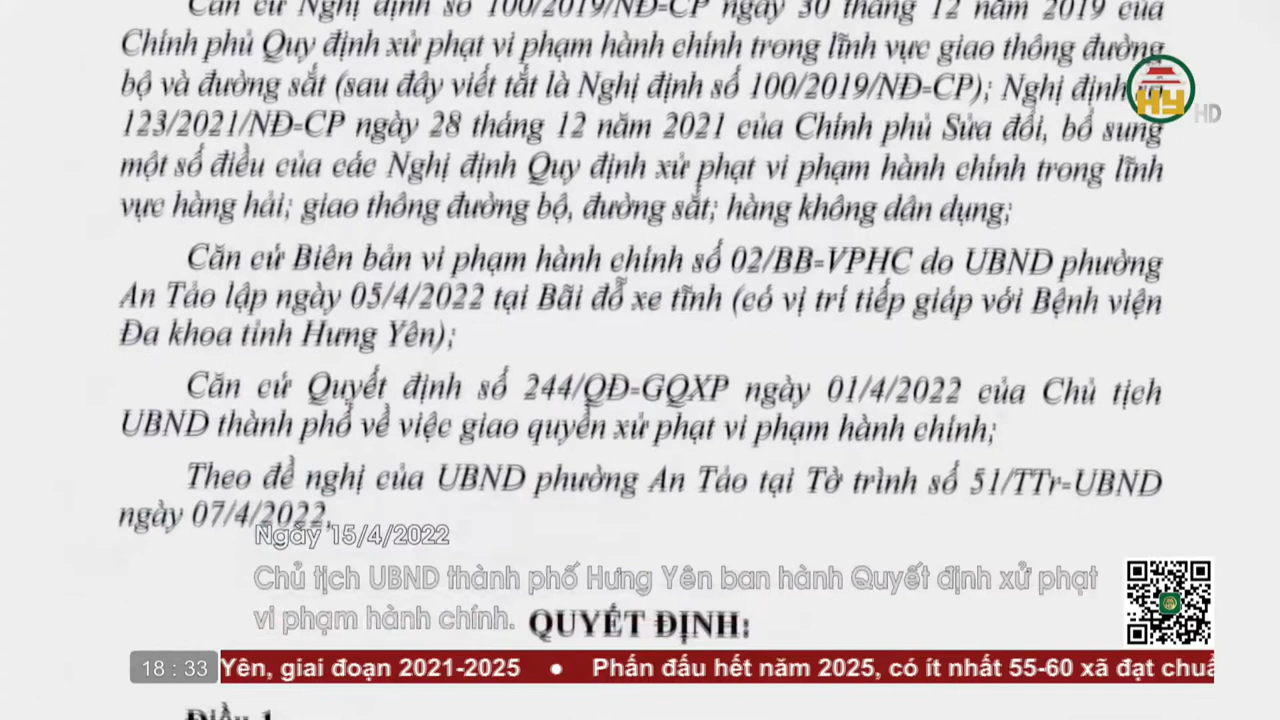 Căn cứ Nghị định số 100/2019/NĐ-CP ngày 30 tháng 12 năm 2019 của
Chính phủ Quy định xử phạt vi phạm hành chính trong lĩnh vực giao thông đường
bộ và đường sắt (sau đây viết tắt là Nghị định số 100/2019/NĐ-CP); Nghị định
123/2021/NĐ-CP ngày 28 tháng 12 năm 2021 của Chính phủ Sửa đổi, bổ sung
một số điều của các Nghị định Quy định xử phạt vi phạm hành chính trong lĩnh
vực hàng hải; giao thông đường bộ, đường sắt; hàng không dân dụng;
HY HD
Căn cứ Biên bản vi phạm hành chính số 02/BB-VPHC do UBND phường
An Tảo lập ngày 05/4/2022 tại Bãi đỗ xe tĩnh (có vị trí tiếp giáp với Bệnh viện
Đa khoa tỉnh Hưng Yên);
Căn cứ Quyết định số 244/QĐ-GQXP ngày 01/4/2022 của Chủ tịch
UBND thành phố về việc giao quyền xử phạt vi phạm hành chính;
Theo đề nghị của UBND phường An Tảo tại Tờ trình số 51/TTr-UBND
ngày 07/4/2022,
Ngày 15/4/2022
Chủ tịch UBND thành phố Hưng Yên ban hành Quyết định xử phạt
vi phạm hành chính.
QUYẾT ĐỊNH:
18 : 33 Yên, giai đoạn 2021-2025 • Phấn đấu hết năm 2025, có ít nhất 55-60 xã đạt
Điều 1